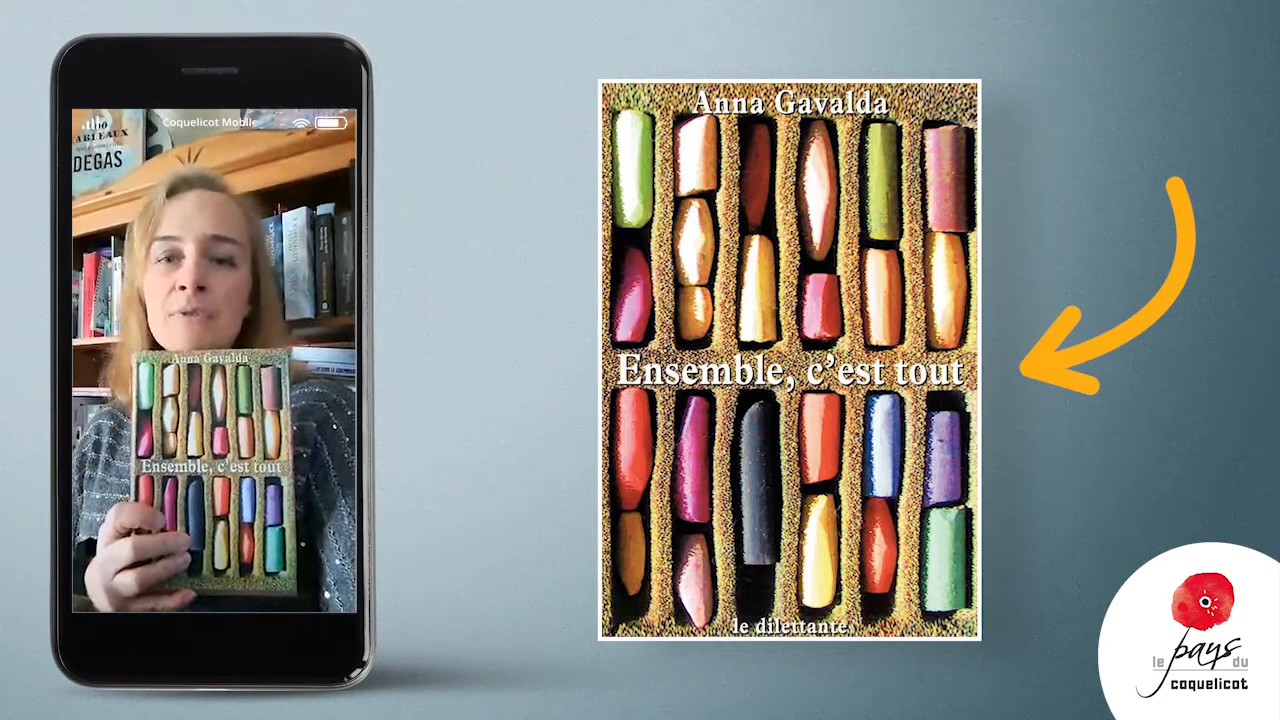 100
TABLEAUX
DEGAS
Coquelicot Mobile
Anna Gavalda
Ensemble, c'est tout
Anna Gavalda
Ensemble, c'est tout
le dilettante
le pays du
coquelicot